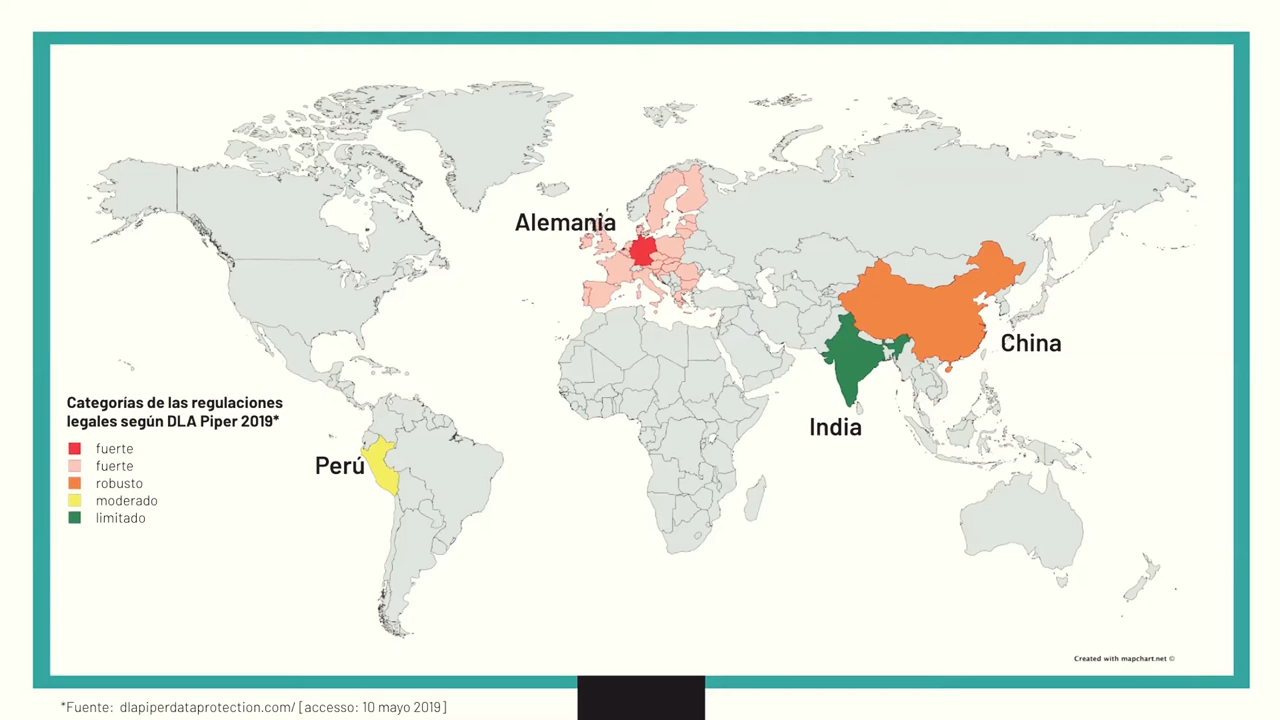 Alemania
China
India
Perú
Categorías de las regulaciones
legales según DLA Piper 2019*
fuerte
fuerte
robusto
moderado
limitado
Created with mapchart.net ©
*Fuente: dlapiperdataprotection.com/ [accesso: 10 mayo 2019]